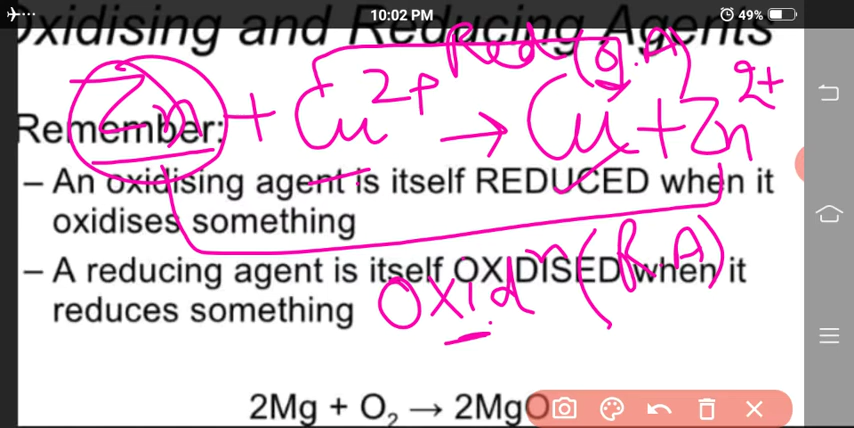 10:02 PM
49%
Oxidising and Reducing Agents
Redn (O.A)
Zn + Cu2+ → Cu + Zn2+
Remember:
– An oxidising agent is itself REDUCED when it
oxidises something
– A reducing agent is itself OXIDISED when it
reduces something
Oxidn (R.A)
2Mg + O₂ → 2MgO